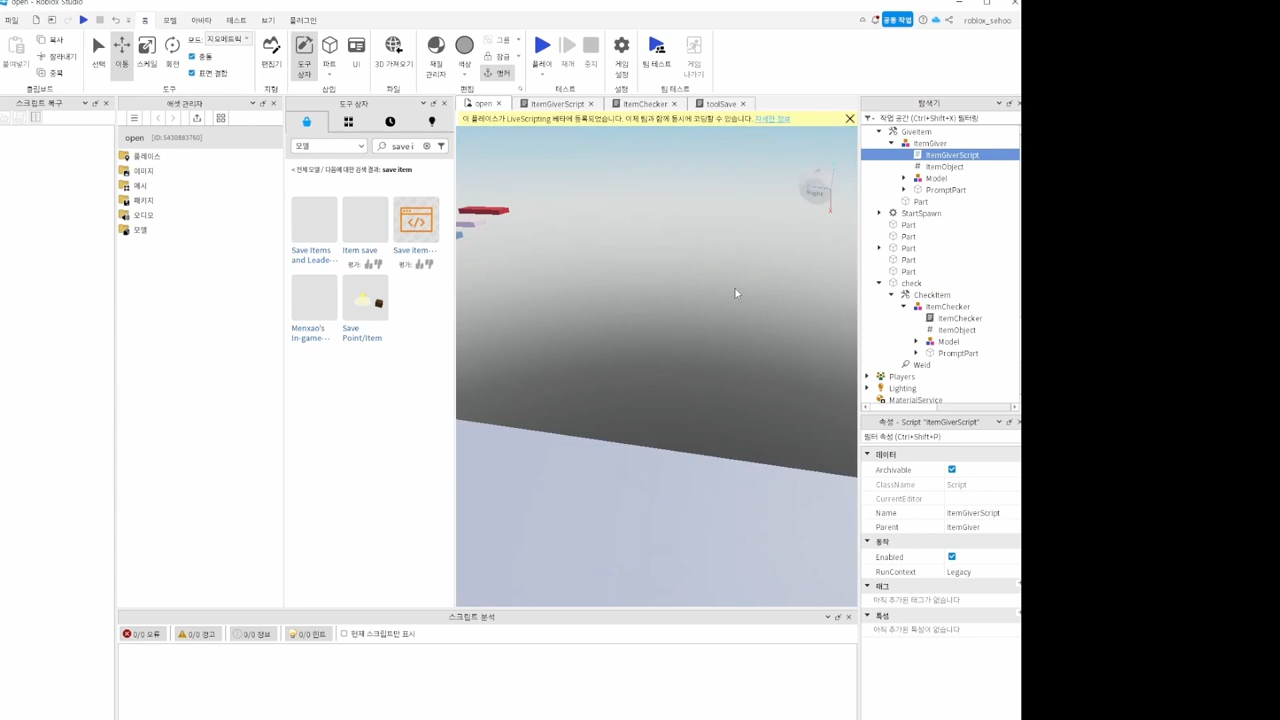 open - Roblox Studio
파일
홈
모델
아바타
테스트
보기
플러그인
공동 작업
roblox_sehoo
붙여넣기
복사
잘라내기
중복
클립보드
선택
이동
스케일
회전
모드: 지오메트릭
충돌
표면 결합
도구
편집기
지형
도구 상자
파트
UI
삽입
3D 가져오기
파일
재질 관리자
색상
그룹
잠금
앵커
편집
플레이
재개
중지
테스트
게임 설정
설정
팀 테스트
게임 나가기
팀 테스트
스크립트 복구
애셋 관리자
도구 상자
open
ItemGiverScript
ItemChecker
toolSave
탐색기
이 플레이스가 LiveScripting 베타에 등록되었습니다. 이제 팀과 함께 동시에 코딩할 수 있습니다. 자세한 정보
작업 공간 (Ctrl+Shift+X) 필터링
open [ID: 5430883760]
플레이스
이미지
메시
패키지
오디오
모델
모델
save i
< 전체 모델 / 다음에 대한 검색 결과: save item
Save Items and Leade···
Item save
평가:
Save item···
평가:
Menxao's In-game···
Save Point/Item
GiveItem
ItemGiver
ItemGiverScript
ItemObject
Model
PromptPart
Part
StartSpawn
Part
Part
Part
Part
Part
check
CheckItem
ItemChecker
ItemChecker
ItemObject
Model
PromptPart
Weld
Players
Lighting
MaterialService
속성 - Script "ItemGiverScript"
필터 속성 (Ctrl+Shift+P)
데이터
Archivable
ClassName Script
CurrentEditor
Name ItemGiverScript
Parent ItemGiver
동작
Enabled
RunContext Legacy
태그
아직 추가된 태그가 없습니다
특성
아직 추가된 특성이 없습니다
스크립트 분석
0/0 오류
0/0 경고
0/0 정보
0/0 힌트
현재 스크립트만 표시